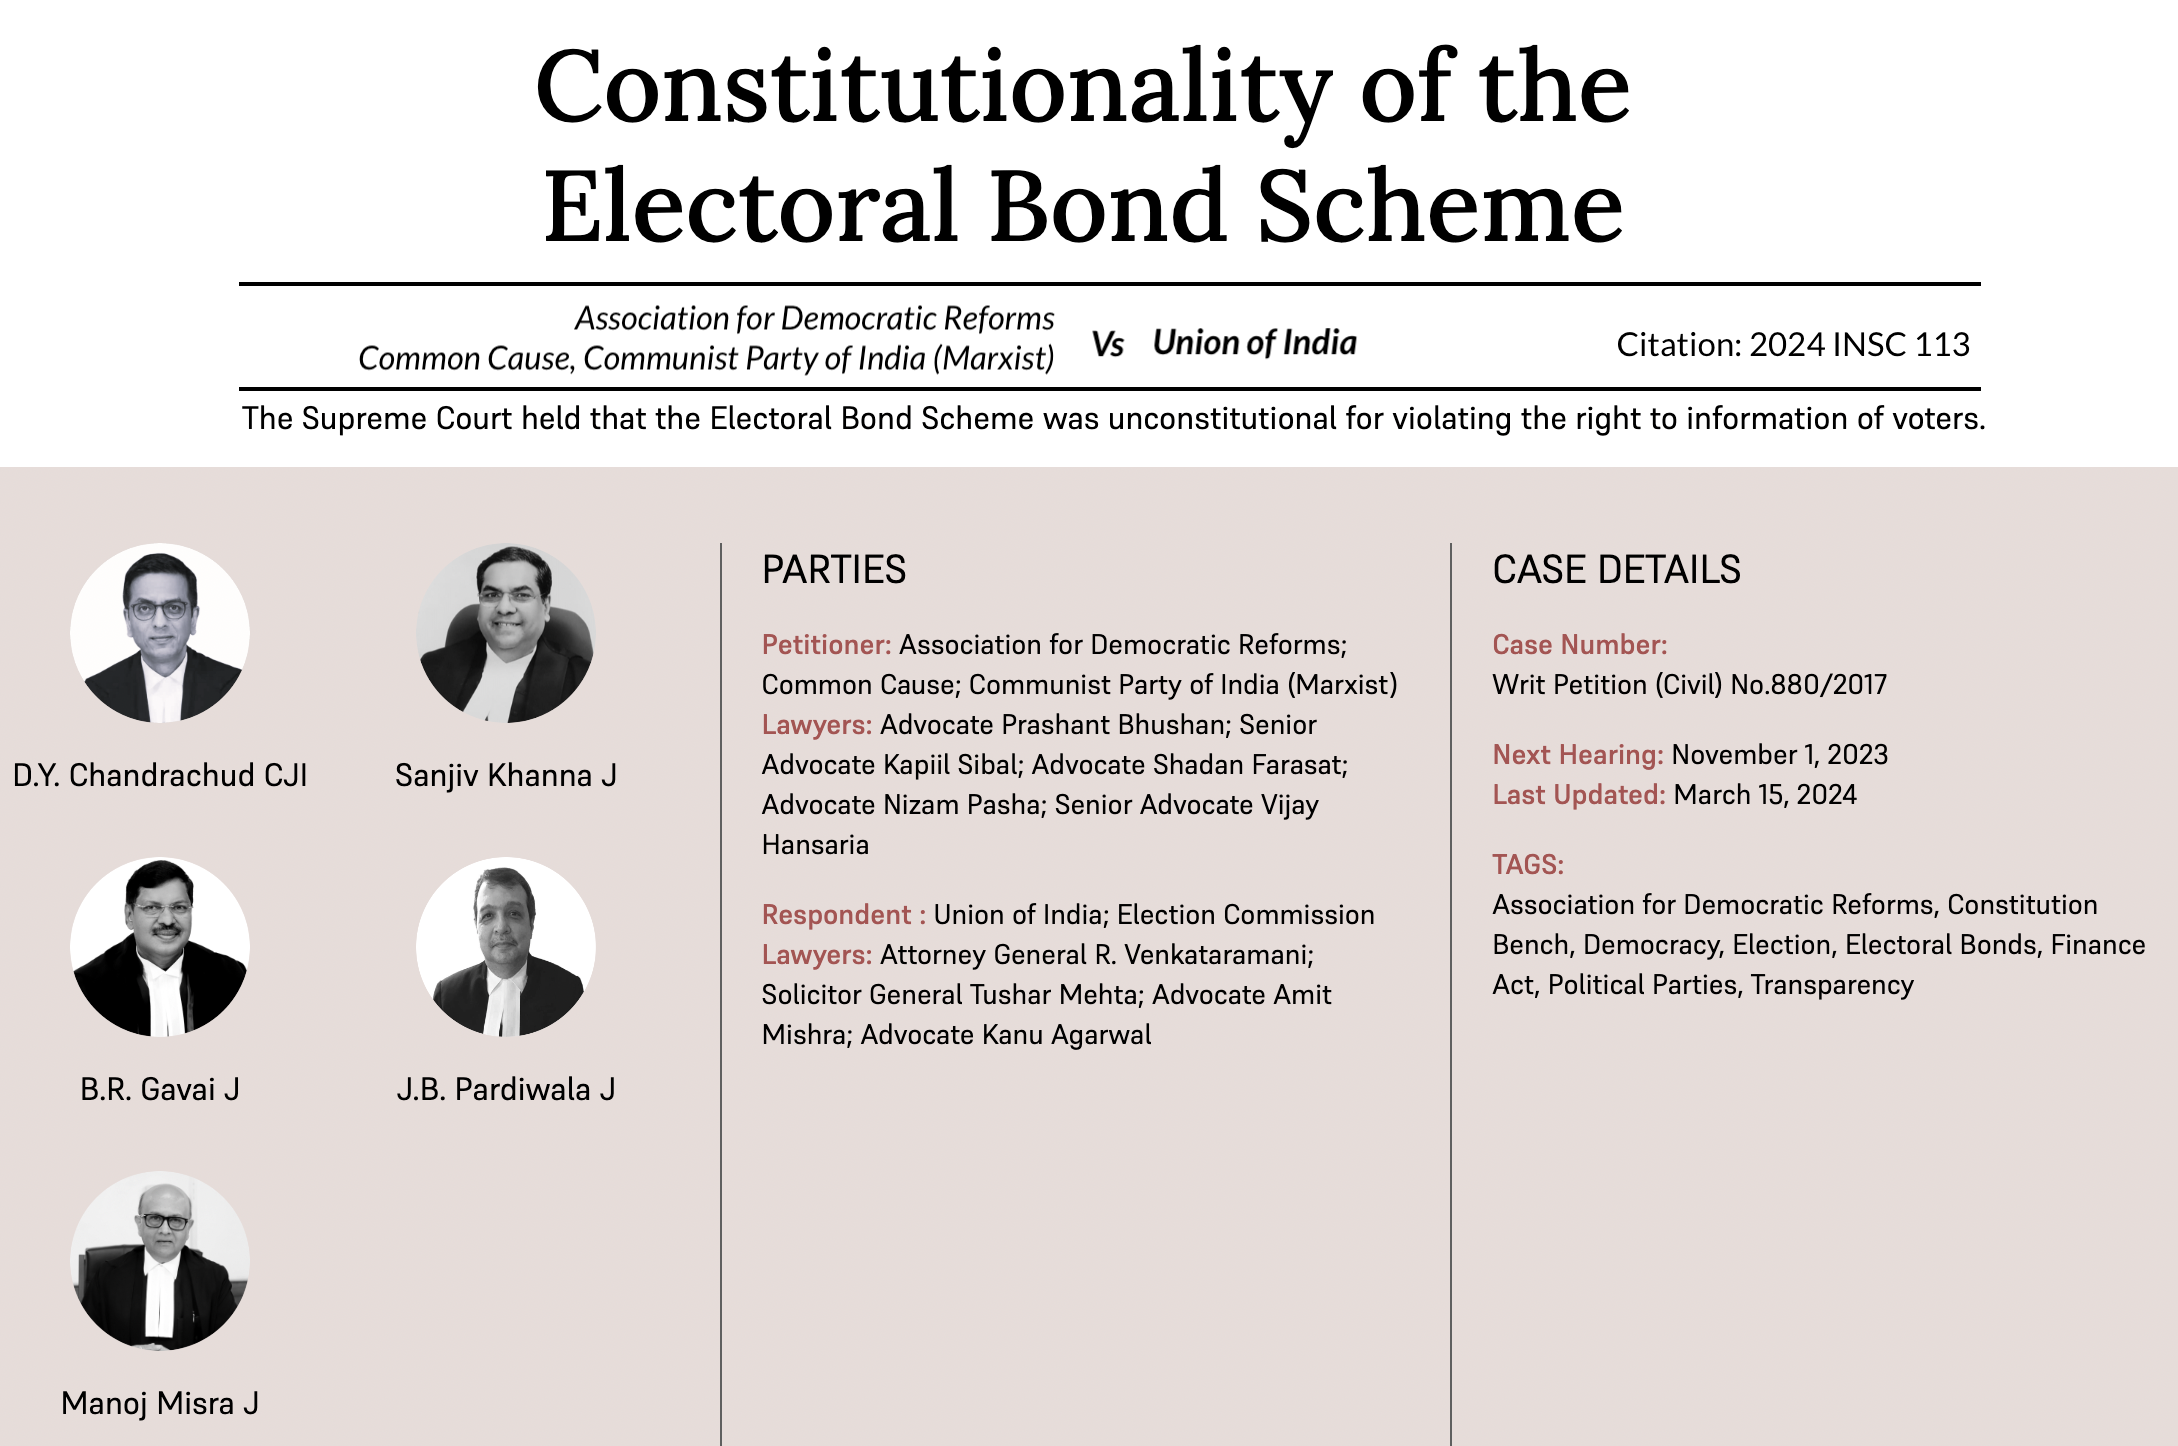 Constitutionality of the
Electoral Bond Scheme
Association for Democratic Reforms
Common Cause, Communist Party of India (Marxist)
Vs
Union of India
Citation: 2024 INSC 113
The Supreme Court held that the Electoral Bond Scheme was unconstitutional for violating the right to information of voters.
D.Y. Chandrachud CJI
Sanjiv Khanna J
B.R. Gavai J
J.B. Pardiwala J
Manoj Misra J
PARTIES
Petitioner: Association for Democratic Reforms;
Common Cause; Communist Party of India (Marxist)
Lawyers: Advocate Prashant Bhushan; Senior
Advocate Kapiil Sibal; Advocate Shadan Farasat;
Advocate Nizam Pasha; Senior Advocate Vijay
Hansaria
Respondent : Union of India; Election Commission
Lawyers: Attorney General R. Venkataramani;
Solicitor General Tushar Mehta; Advocate Amit
Mishra; Advocate Kanu Agarwal
CASE DETAILS
Case Number:
Writ Petition (Civil) No.880/2017
Next Hearing: November 1, 2023
Last Updated: March 15, 2024
TAGS:
Association for Democratic Reforms, Constitution
Bench, Democracy, Election, Electoral Bonds, Finance
Act, Political Parties, Transparency